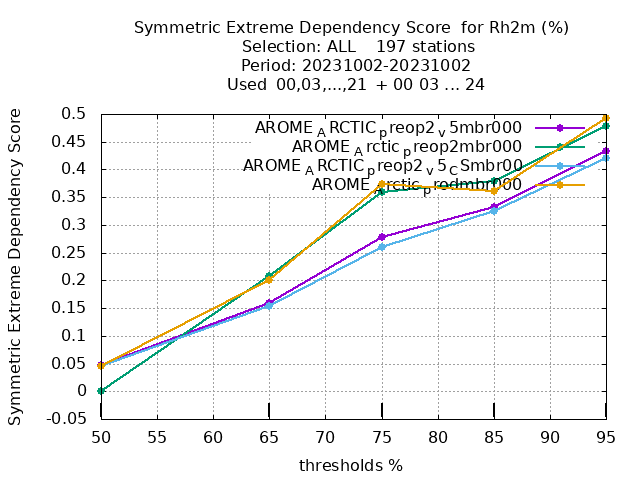 Symmetric Extreme Dependency Score for Rh2m (%)
Selection: ALL 197 stations
Period: 20231002-20231002
Used 00,03,...,21 + 00 03 ... 24
Symmetric Extreme Dependency Score
0.5
0.45
0.4
0.35
0.3
0.25
0.2
0.15
0.1
0.05
0
-0.05
AROME_ARCTIC_preop2_v5mbr000
AROME_Arctic_preop2mbr000
AROME_ARCTIC_preop2_v5_CSmbr00
AROME_Arctic_prodmbr000
50 55 60 65 70 75 80 85 90 95
thresholds %